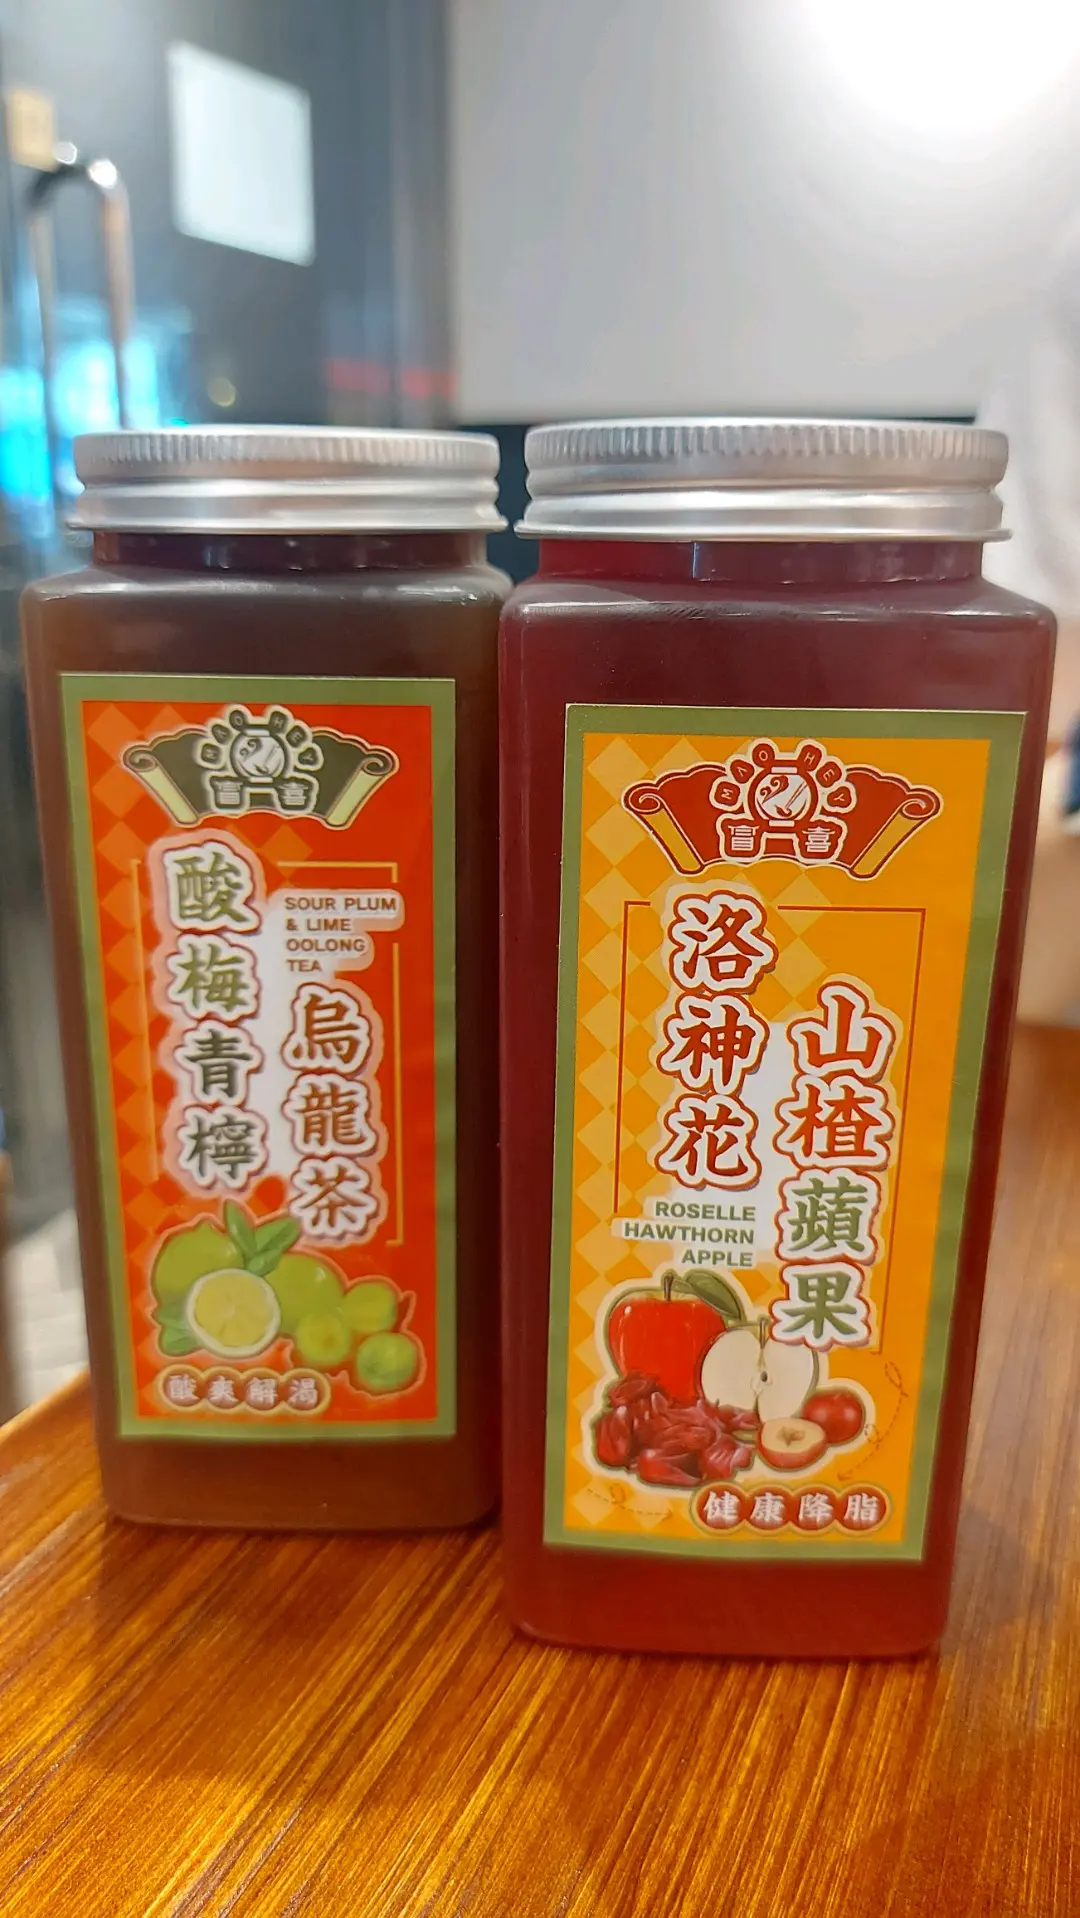 MAO HEY
冒一喜
酸梅青檸
SOUR PLUM
& LIME
OOLONG
TEA
烏龍茶
酸爽解渴
MAO HEY
冒一喜
洛神花
山楂蘋果
ROSELLE
HAWTHORN
APPLE
健康降脂